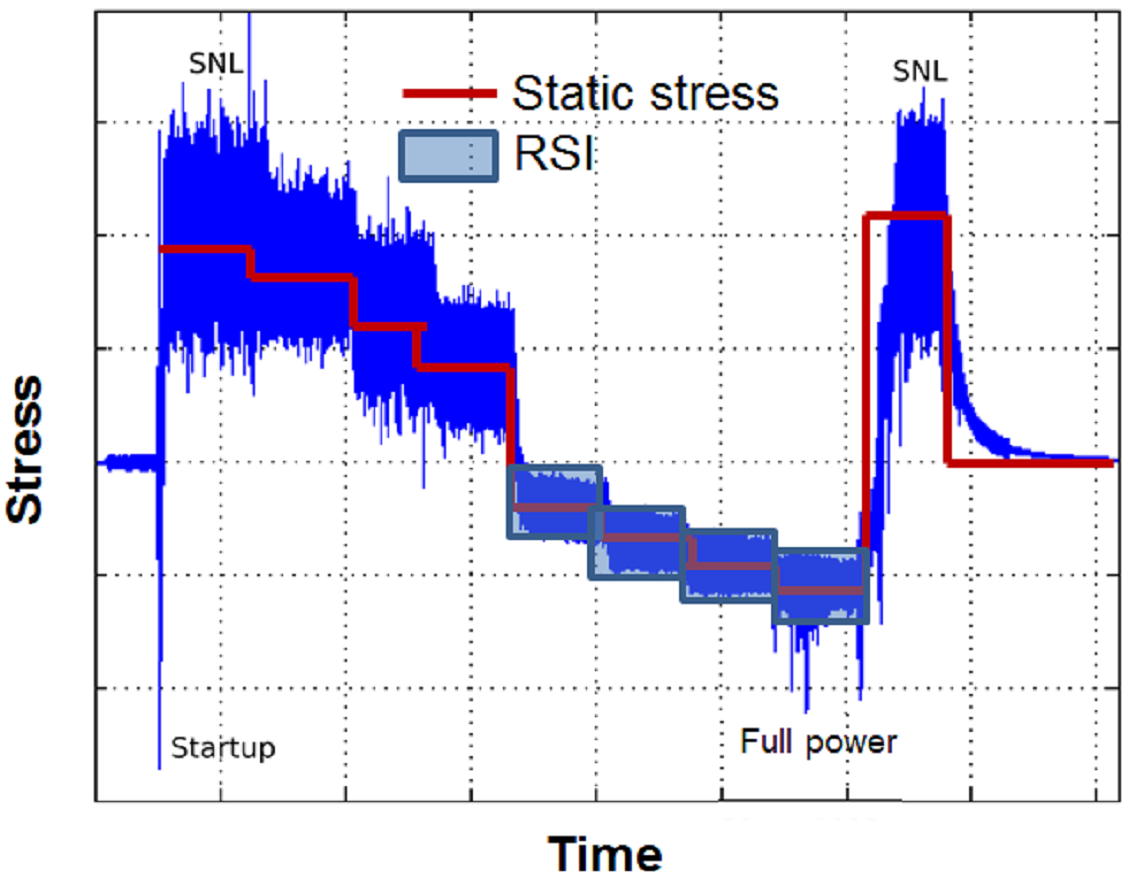 SNL
SNL
Static stress
RSI
Stress
Startup
Full power
Time